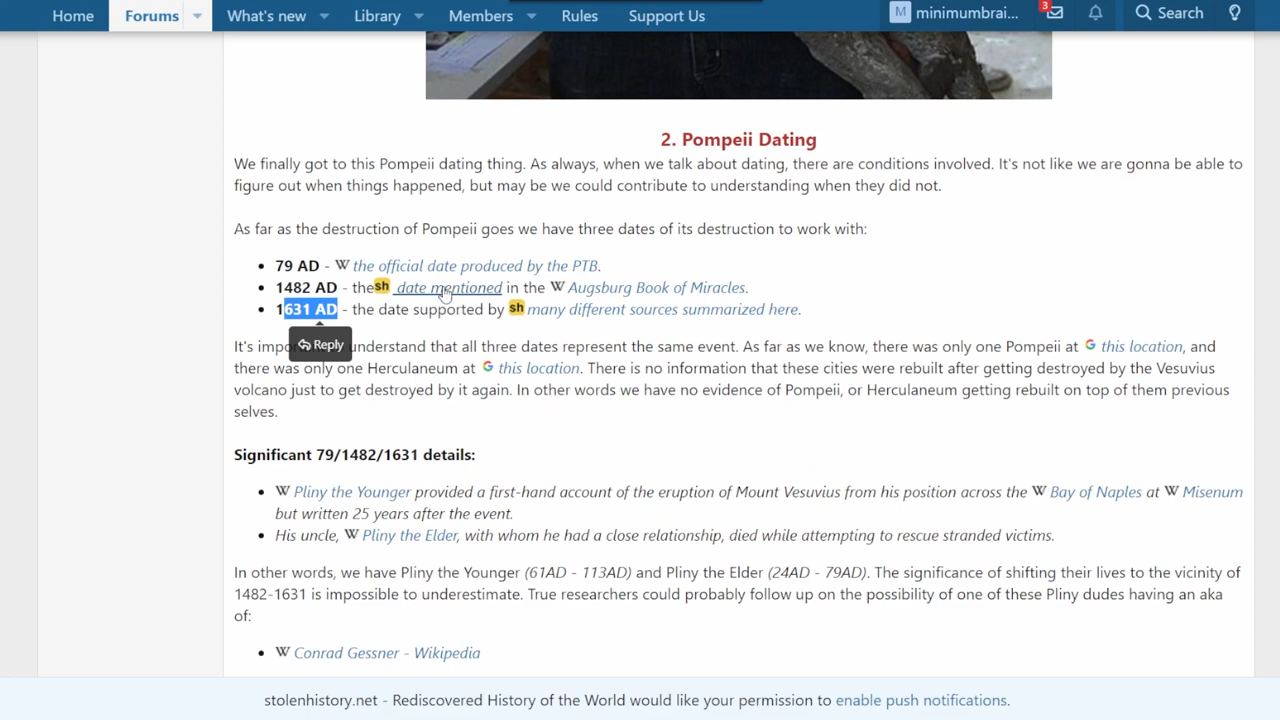 Home Forums What's new Library Members Rules Support Us M minimumbrai... 3 Search
2. Pompeii Dating
We finally got to this Pompeii dating thing. As always, when we talk about dating, there are conditions involved. It's not like we are gonna be able to
figure out when things happened, but may be we could contribute to understanding when they did not.
As far as the destruction of Pompeii goes we have three dates of its destruction to work with:
• 79 AD - W the official date produced by the PTB.
• 1482 AD - the sh date mentioned in the W Augsburg Book of Miracles.
• 1631 AD - the date supported by sh many different sources summarized here.
Reply
It's impo understand that all three dates represent the same event. As far as we know, there was only one Pompeii at G this location, and
there was only one Herculaneum at G this location. There is no information that these cities were rebuilt after getting destroyed by the Vesuvius
volcano just to get destroyed by it again. In other words we have no evidence of Pompeii, or Herculaneum getting rebuilt on top of them previous
selves.
Significant 79/1482/1631 details:
• W Pliny the Younger provided a first-hand account of the eruption of Mount Vesuvius from his position across the W Bay of Naples at W Misenum
but written 25 years after the event.
• His uncle, W Pliny the Elder, with whom he had a close relationship, died while attempting to rescue stranded victims.
In other words, we have Pliny the Younger (61AD - 113AD) and Pliny the Elder (24AD - 79AD). The significance of shifting their lives to the vicinity of
1482-1631 is impossible to underestimate. True researchers could probably follow up on the possibility of one of these Pliny dudes having an aka
of:
• W Conrad Gessner - Wikipedia
stolenhistory.net - Rediscovered History of the World would like your permission to enable push notifications.